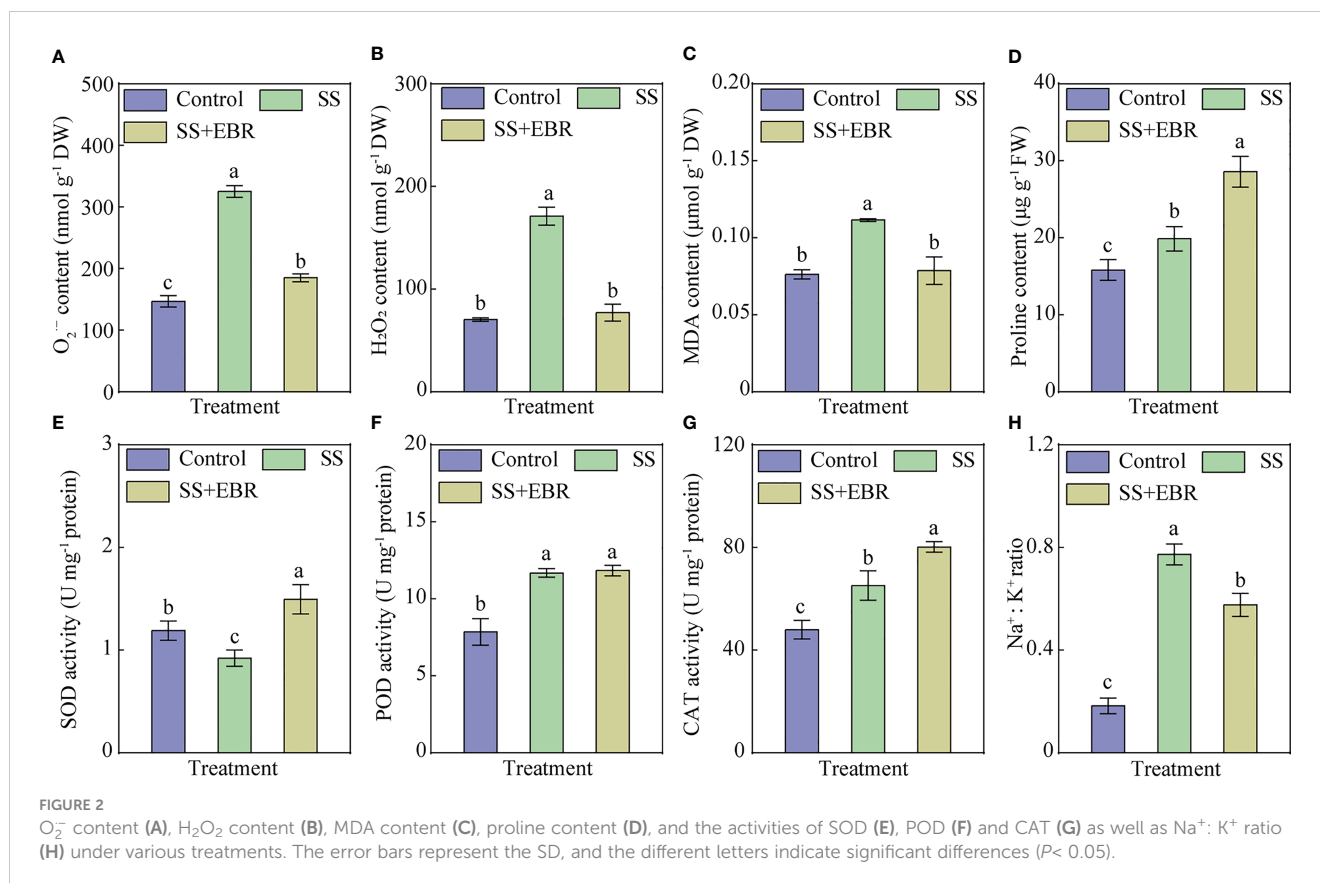 A
O₂·⁻ content (nmol g⁻¹ DW)
500
400
300
200
100
0
Control
SS
SS+EBR
c
a
b
Treatment
B
H₂O₂ content (nmol g⁻¹ DW)
300
200
100
0
Control
SS
SS+EBR
b
a
b
Treatment
C
MDA content (μmol g⁻¹ DW)
0.20
0.15
0.10
0.05
0
Control
SS
SS+EBR
b
a
b
Treatment
D
Proline content (μg g⁻¹ FW)
40
30
20
10
0
Control
SS
SS+EBR
c
b
a
Treatment
E
SOD activity (U mg⁻¹ protein)
3
2
1
0
Control
SS
SS+EBR
b
c
a
Treatment
F
POD activity (U mg⁻¹ protein)
20
15
10
5
0
Control
SS
SS+EBR
b
a
a
Treatment
G
CAT activity (U mg⁻¹ protein)
120
80
40
0
Control
SS
SS+EBR
c
b
a
Treatment
H
Na⁺: K⁺ ratio
1.2
0.8
0.4
0
Control
SS
SS+EBR
c
a
b
Treatment
FIGURE 2
O₂·⁻ content (A), H₂O₂ content (B), MDA content (C), proline content (D), and the activities of SOD (E), POD (F) and CAT (G) as well as Na⁺: K⁺ ratio
(H) under various treatments. The error bars represent the SD, and the different letters indicate significant differences (P< 0.05).